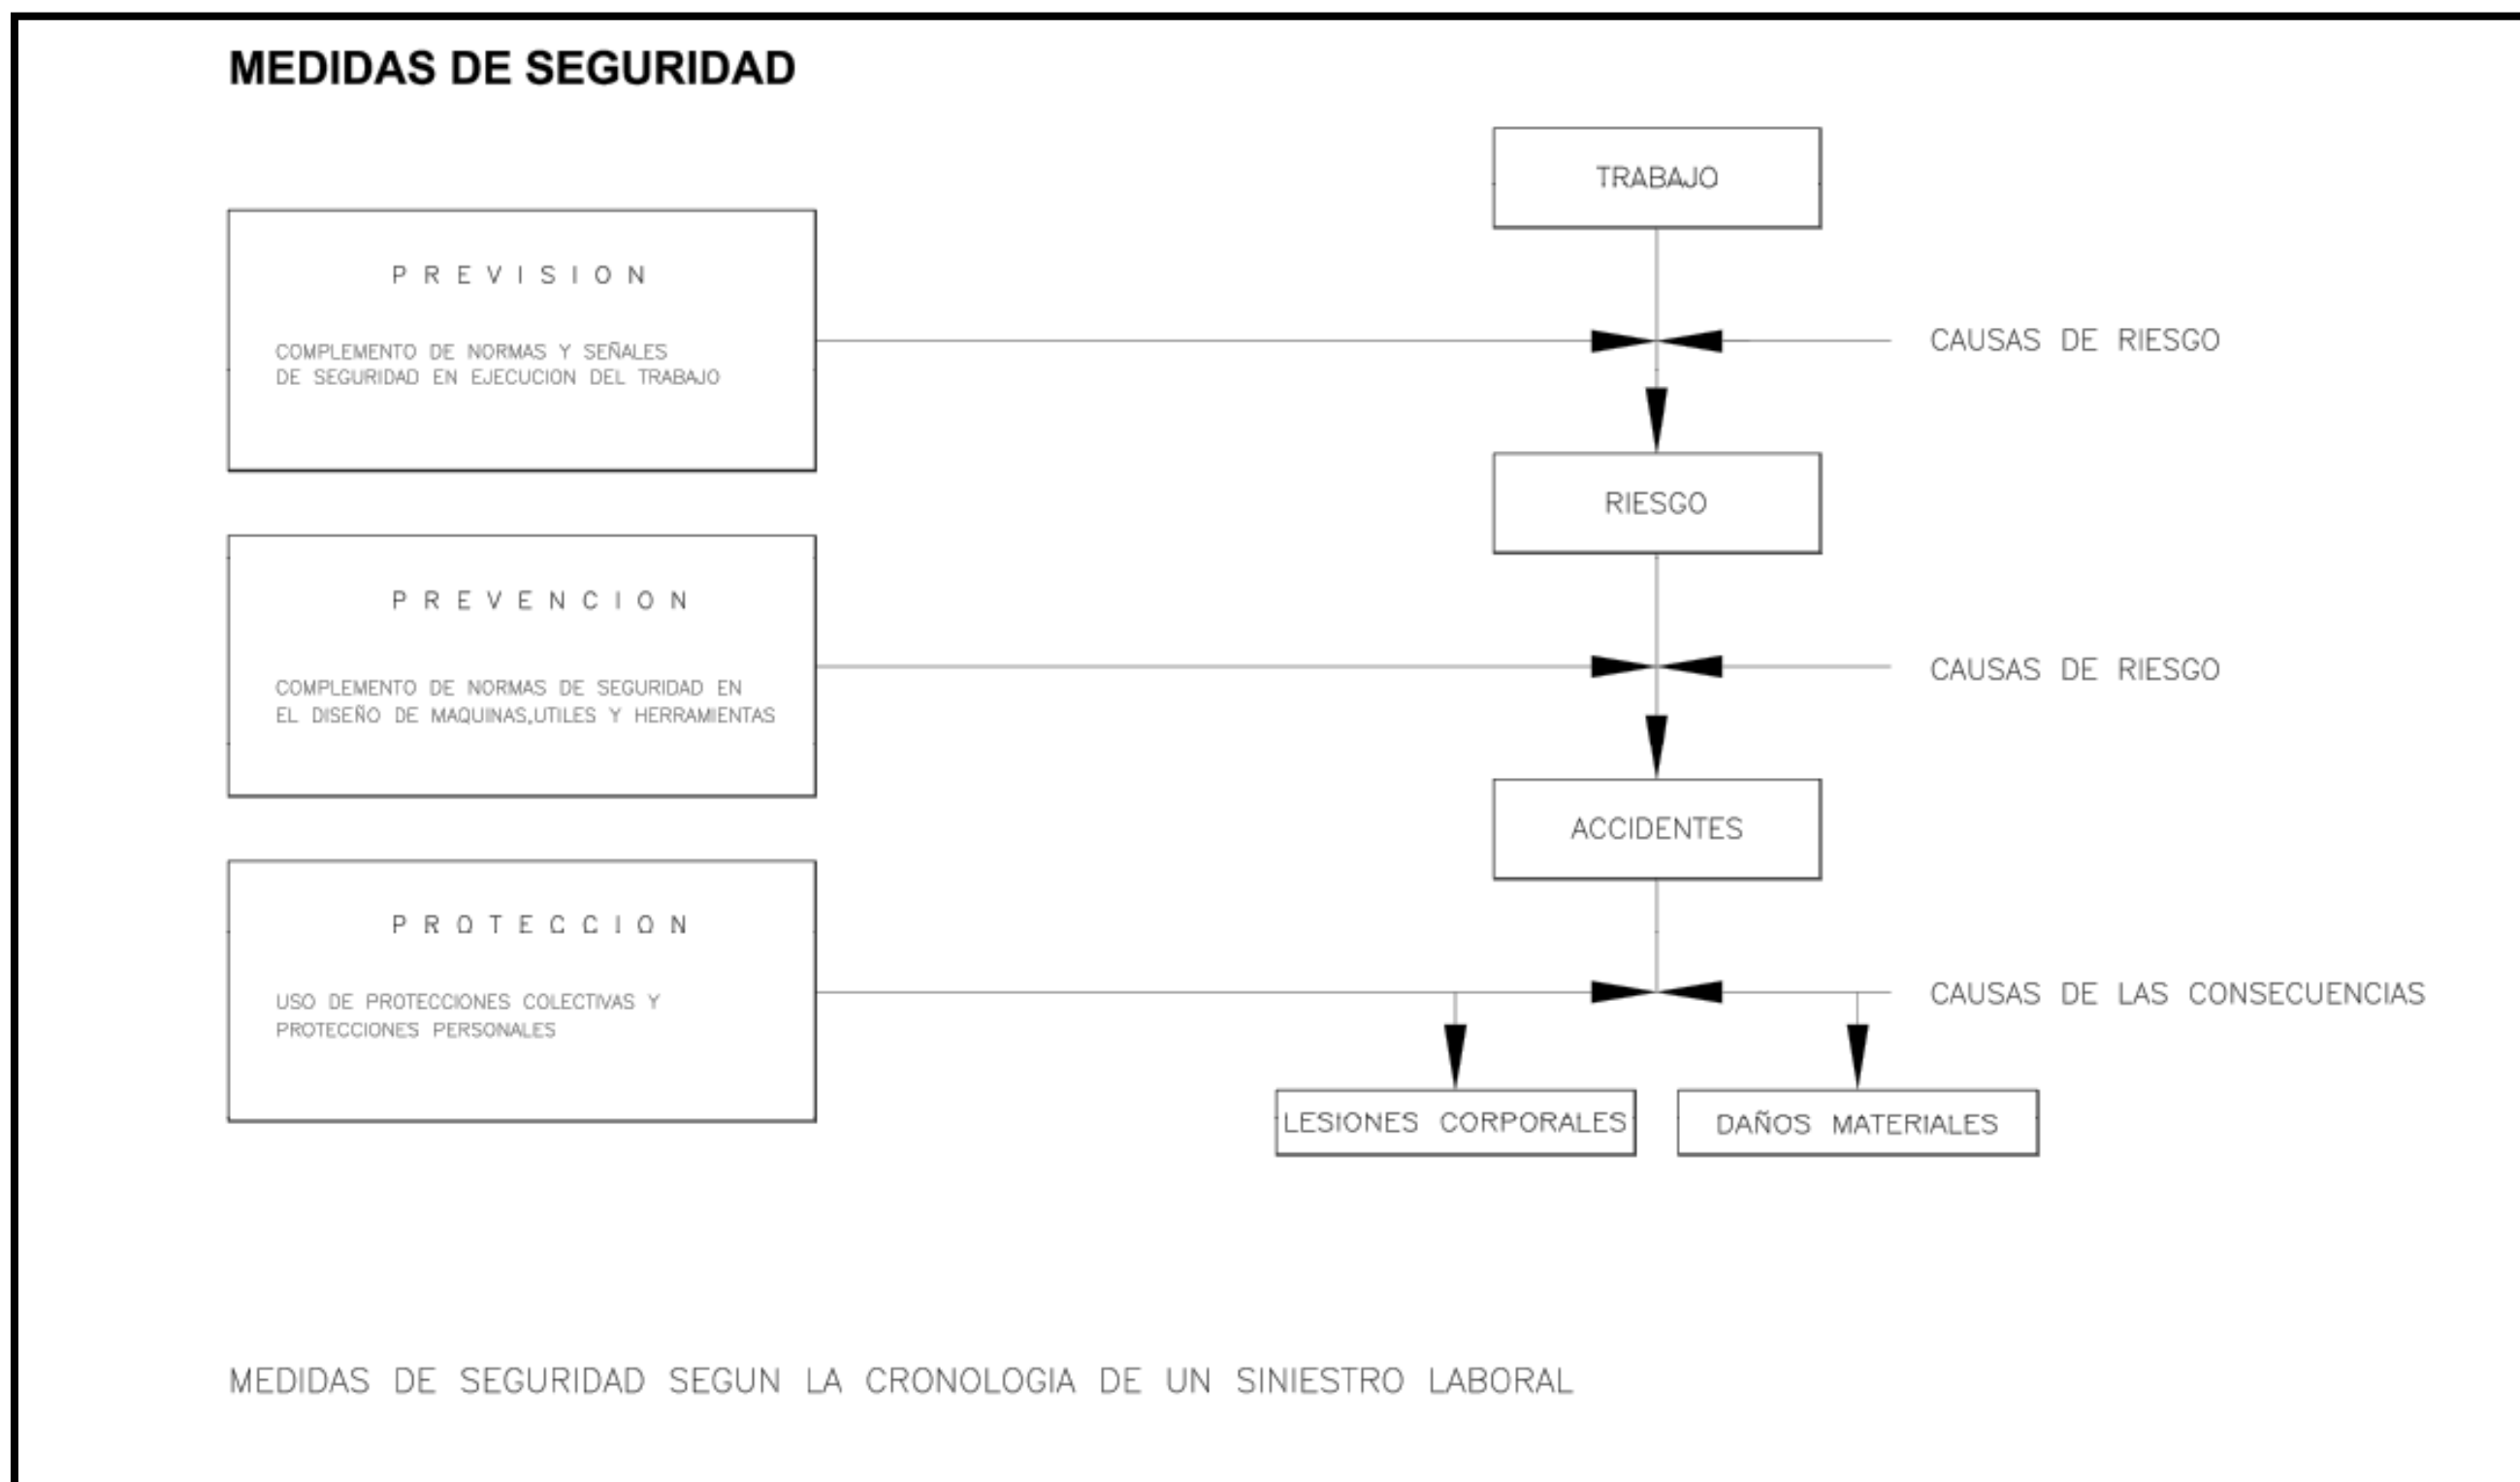 MEDIDAS DE SEGURIDAD
TRABAJO
PREVISION
COMPLEMENTO DE NORMAS Y SEÑALES
DE SEGURIDAD EN EJECUCION DEL TRABAJO
CAUSAS DE RIESGO
RIESGO
PREVENCION
COMPLEMENTO DE NORMAS DE SEGURIDAD EN
EL DISEÑO DE MAQUINAS,UTILES Y HERRAMIENTAS
CAUSAS DE RIESGO
ACCIDENTES
PROTECCION
USO DE PROTECCIONES COLECTIVAS Y
PROTECCIONES PERSONALES
CAUSAS DE LAS CONSECUENCIAS
LESIONES CORPORALES
DAÑOS MATERIALES
MEDIDAS DE SEGURIDAD SEGUN LA CRONOLOGIA DE UN SINIESTRO LABORAL